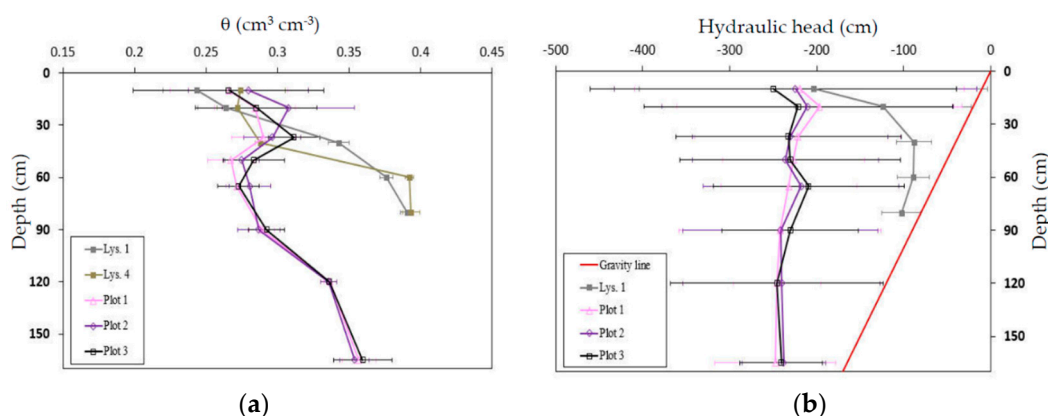 θ (cm³ cm⁻³)
0.15 0.2 0.25 0.3 0.35 0.4 0.45
0
30
60
90
120
150
Depth (cm)
Lys. 1
Lys. 4
Plot 1
Plot 2
Plot 3
(a)
Hydraulic head (cm)
-500 -400 -300 -200 -100 0
0
30
60
90
120
150
Depth (cm)
Gravity line
Lys. 1
Plot 1
Plot 2
Plot 3
(b)